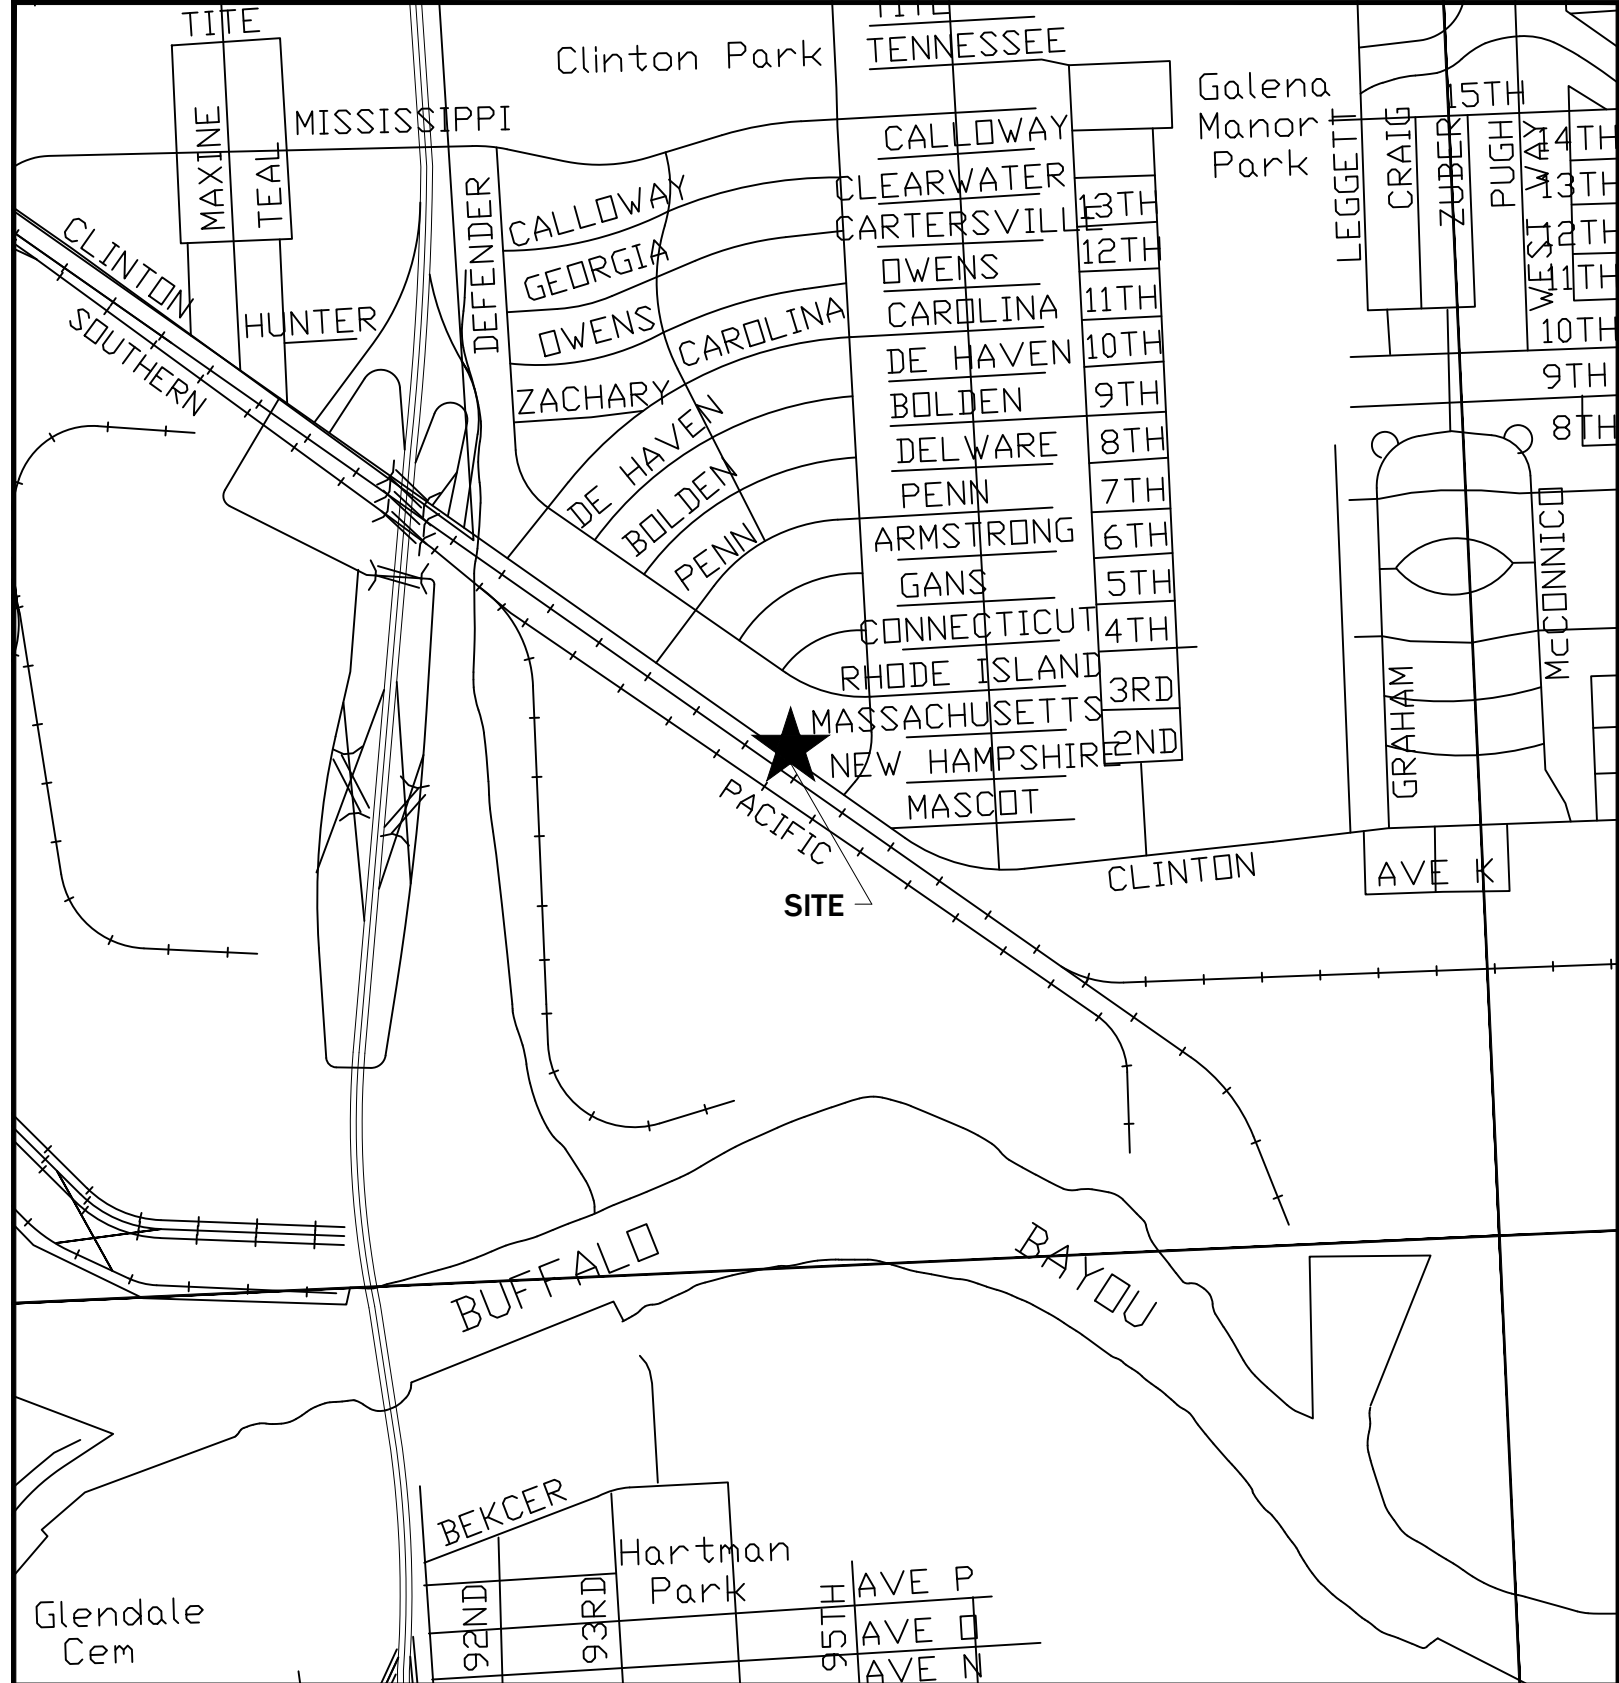 TITE
TITE
TENNESSEE
Clinton Park
Galena
Manor
Park
15TH
MISSISSIPPI
MAXINE
TEAL
CALLOWAY
CLEARWATER
CARTERSVILLE
OWENS
CAROLINA
DE HAVEN
BOLDEN
DELWARE
PENN
ARMSTRONG
GANS
CONNECTICUT
RHODE ISLAND
MASSACHUSETTS
NEW HAMPSHIRE
MASCOT
13TH
12TH
11TH
10TH
9TH
8TH
7TH
6TH
5TH
4TH
3RD
2ND
LEGGETT
CRAIG
ZUBER
PUGH
WEST WAY
14TH
13TH
12TH
11TH
10TH
9TH
8TH
DEFENDER
CALLOWAY
GEORGIA
OWENS
ZACHARY
CAROLINA
DE HAVEN
BOLDEN
PENN
CLINTON
SOUTHERN
HUNTER
PACIFIC
SITE
CLINTON
GRAHAM
McCONNICO
AVE K
BUFFALO
BAYOU
BEKCER
Hartman
Park
92ND
93RD
95TH
AVE P
AVE O
AVE N
Glendale
Cem